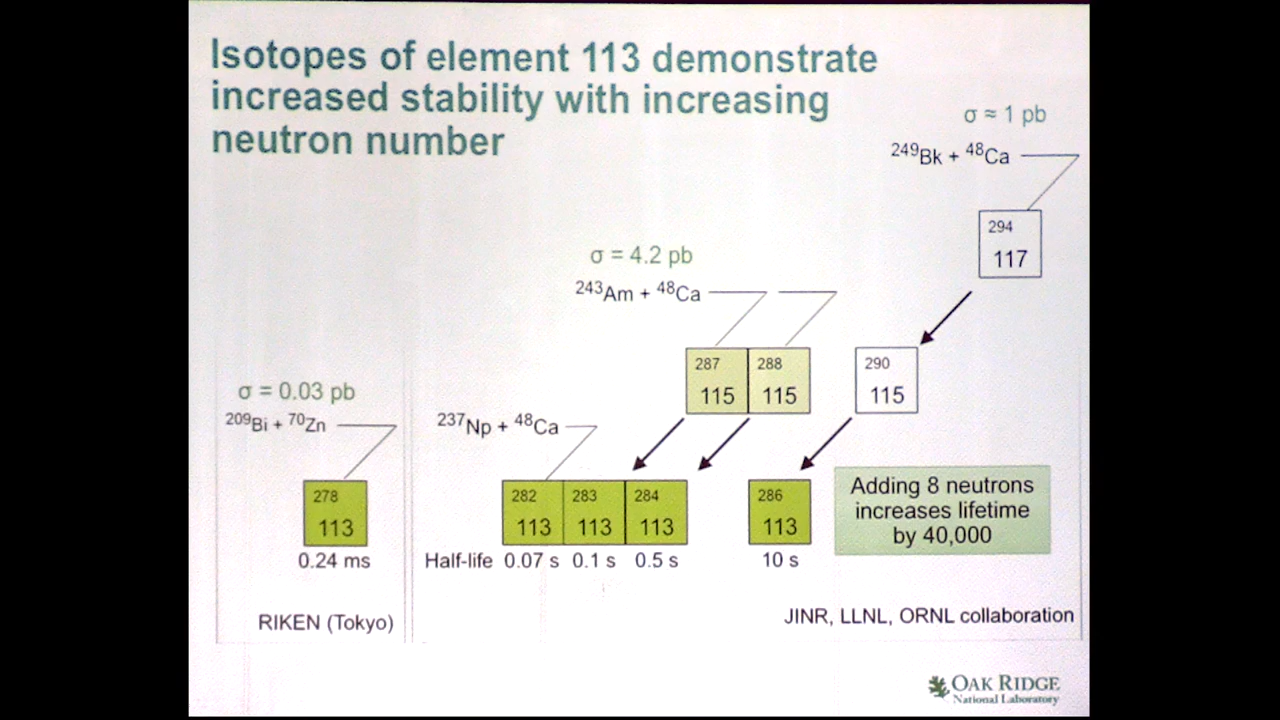 Isotopes of element 113 demonstrate
increased stability with increasing
neutron number
σ ≈ 1 pb
²⁴⁹Bk + ⁴⁸Ca
294
117
σ = 4.2 pb
²⁴³Am + ⁴⁸Ca
287
115
288
115
290
115
σ = 0.03 pb
²⁰⁹Bi + ⁷⁰Zn
278
113
0.24 ms
RIKEN (Tokyo)
²³⁷Np + ⁴⁸Ca
282
113
283
113
284
113
286
113
Half-life 0.07 s 0.1 s 0.5 s 10 s
Adding 8 neutrons
increases lifetime
by 40,000
JINR, LLNL, ORNL collaboration
OAK RIDGE
National Laboratory